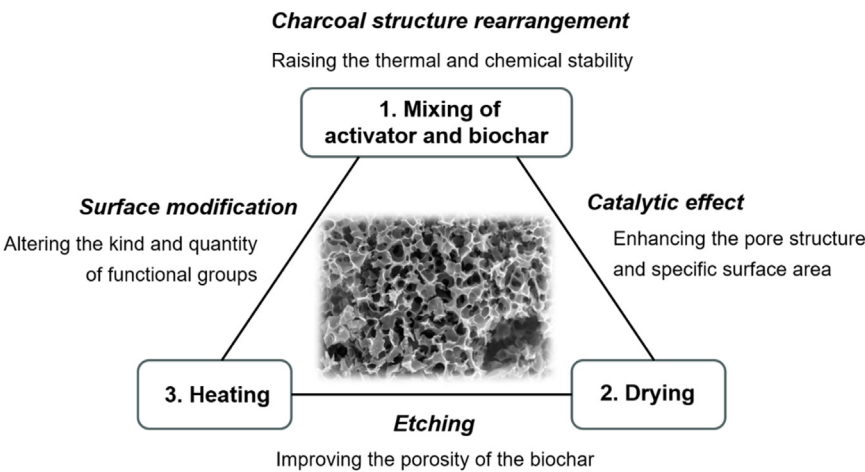 Charcoal structure rearrangement
Raising the thermal and chemical stability
1. Mixing of
activator and biochar
Surface modification
Altering the kind and quantity
of functional groups
Catalytic effect
Enhancing the pore structure
and specific surface area
3. Heating
2. Drying
Etching
Improving the porosity of the biochar